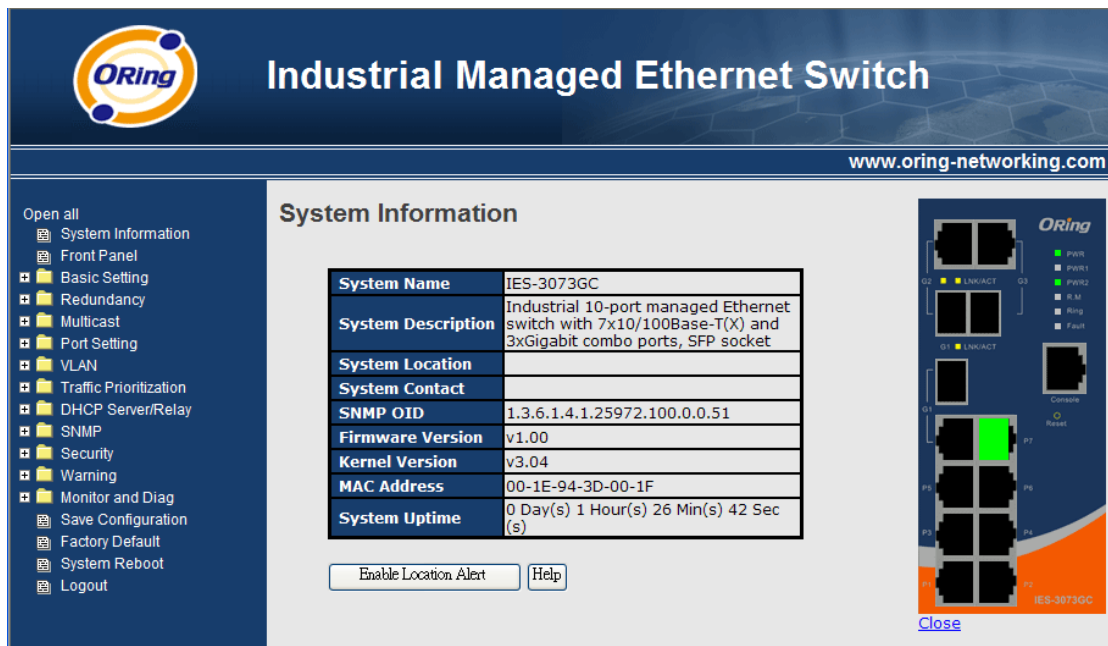 ORing
Industrial Managed Ethernet Switch
www.oring-networking.com
Open all
System Information
Front Panel
Basic Setting
Redundancy
Multicast
Port Setting
VLAN
Traffic Prioritization
DHCP Server/Relay
SNMP
Security
Warning
Monitor and Diag
Save Configuration
Factory Default
System Reboot
Logout
System Information
System Name IES-3073GC
System Description Industrial 10-port managed Ethernet
switch with 7x10/100Base-T(X) and
3xGigabit combo ports, SFP socket
System Location
System Contact
SNMP OID 1.3.6.1.4.1.25972.100.0.0.51
Firmware Version v1.00
Kernel Version v3.04
MAC Address 00-1E-94-3D-00-1F
System Uptime 0 Day(s) 1 Hour(s) 26 Min(s) 42 Sec
(s)
Enable Location Alert Help
ORing
PWR
PWR1
G2 LNK/ACT G3 PWR2
R.M
Ring
Fault
G1 LNK/ACT
Console
G1
Reset
P7
P5 P6
P3 P4
P1 P2
IES-3073GC
Close